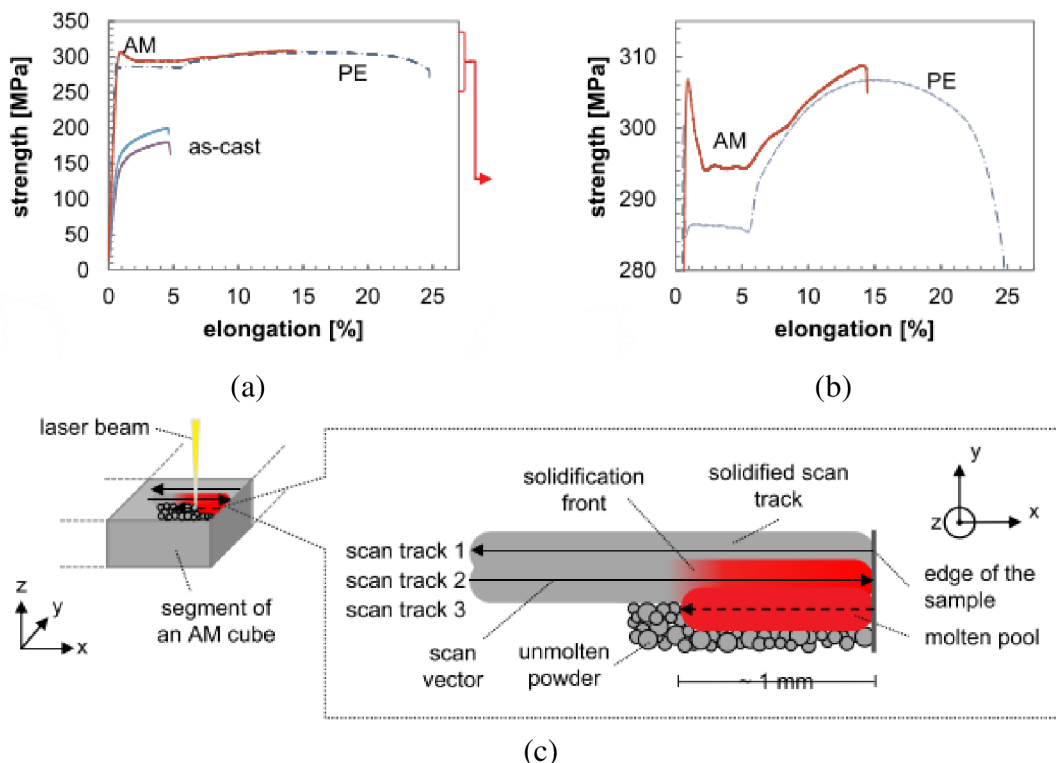 350
300
250
200
150
100
50
0
strength [MPa]
AM
PE
as-cast
0 5 10 15 20 25
elongation [%]
(a)
310
300
290
280
strength [MPa]
AM
PE
0 5 10 15 20 25
elongation [%]
(b)
laser beam
segment of
an AM cube
z
y
x
solidification
front
solidified scan
track
scan track 1
scan track 2
scan track 3
scan
vector
unmolten
powder
~ 1 mm
edge of the
sample
molten pool
y
z
x
(c)